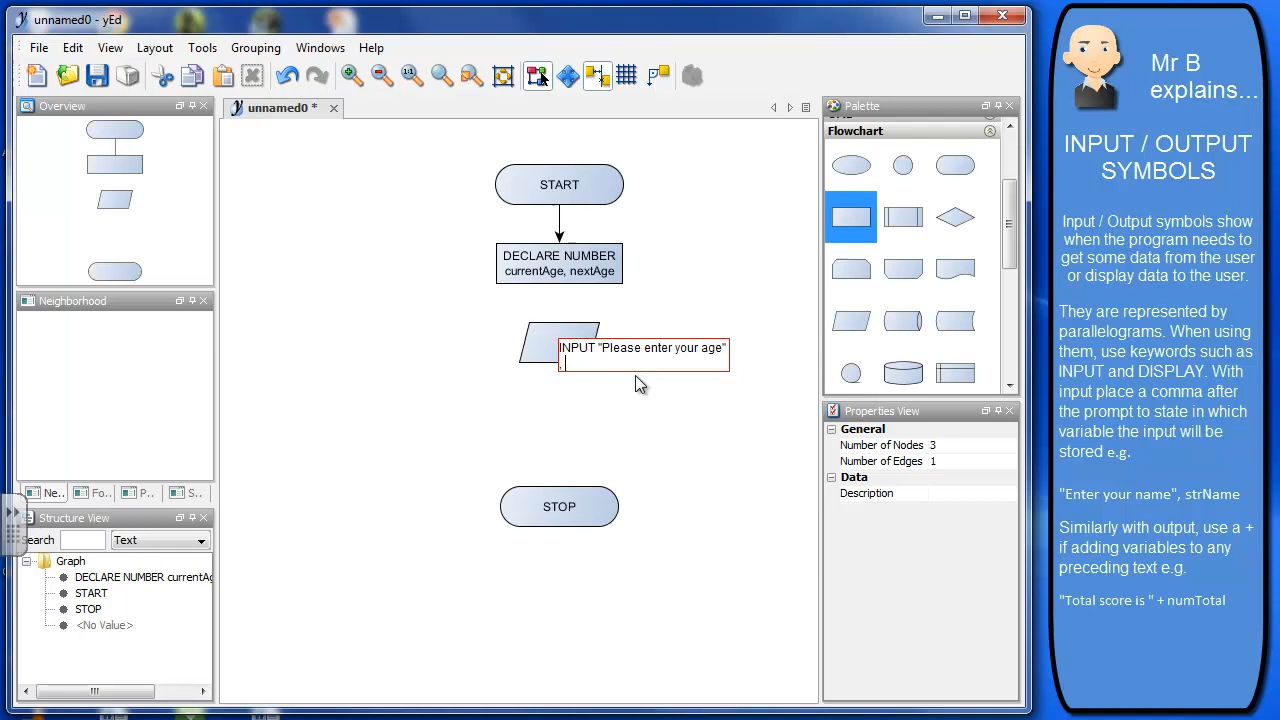 unnamed0 - yEd
File Edit View Layout Tools Grouping Windows Help
Overview
unnamed0 *
Palette
Flochart
Neighborhood
Ne.. Fo.. P.. S..
Structure View
Search Text
Graph
DECLARE NUMBER currentAg
START
STOP
<No Value>
START
DECLARE NUMBER
currentAge, nextAge
INPUT "Please enter your age"
,
STOP
Flowchart
Properties View
General
Number of Nodes 3
Number of Edges 1
Data
Description
Mr B
explains...
INPUT / OUTPUT
SYMBOLS
Input / Output symbols show
when the program needs to
get some data from the user
or display data to the user.
They are represented by
parallelograms. When using
them, use keywords such as
INPUT and DISPLAY. With
input place a comma after
the prompt to state in which
variable the input will be
stored e.g.
"Enter your name", strName
Similarly with output, use a +
if adding variables to any
preceding text e.g.
"Total score is " + numTotal